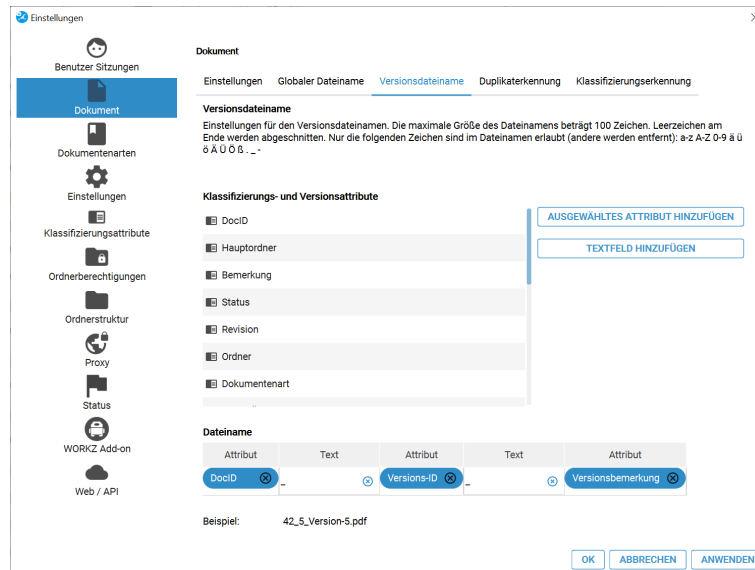 Einstellungen
Benutzer Sitzungen
Dokument
Dokumentenarten
Einstellungen
Klassifizierungsattribute
Ordnerberechtigungen
Ordnerstruktur
Proxy
Status
WORKZ Add-on
Web / API
Dokument
Einstellungen Globaler Dateiname Versionsdateiname Duplikaterkennung Klassifizierungserkennung
Versionsdateiname
Einstellungen für den Versionsdateinamen. Die maximale Größe des Dateinamens beträgt 100 Zeichen. Leerzeichen am
Ende werden abgeschnitten. Nur die folgenden Zeichen sind im Dateinamen erlaubt (andere werden entfernt): a-z A-Z 0-9 ä ü
ö Ä Ü Ö ß . _ -
Klassifizierungs- und Versionsattribute
DocID
Hauptordner
Bemerkung
Status
Revision
Ordner
Dokumentenart
AUSGEWÄHLTES ATTRIBUT HINZUFÜGEN
TEXTFELD HINZUFÜGEN
Dateiname
Attribut Text Attribut Text Attribut
DocID _ Versions-ID _ Versionsbemerkung
Beispiel: 42_5_Version-5.pdf
OK ABBRECHEN ANWENDEN